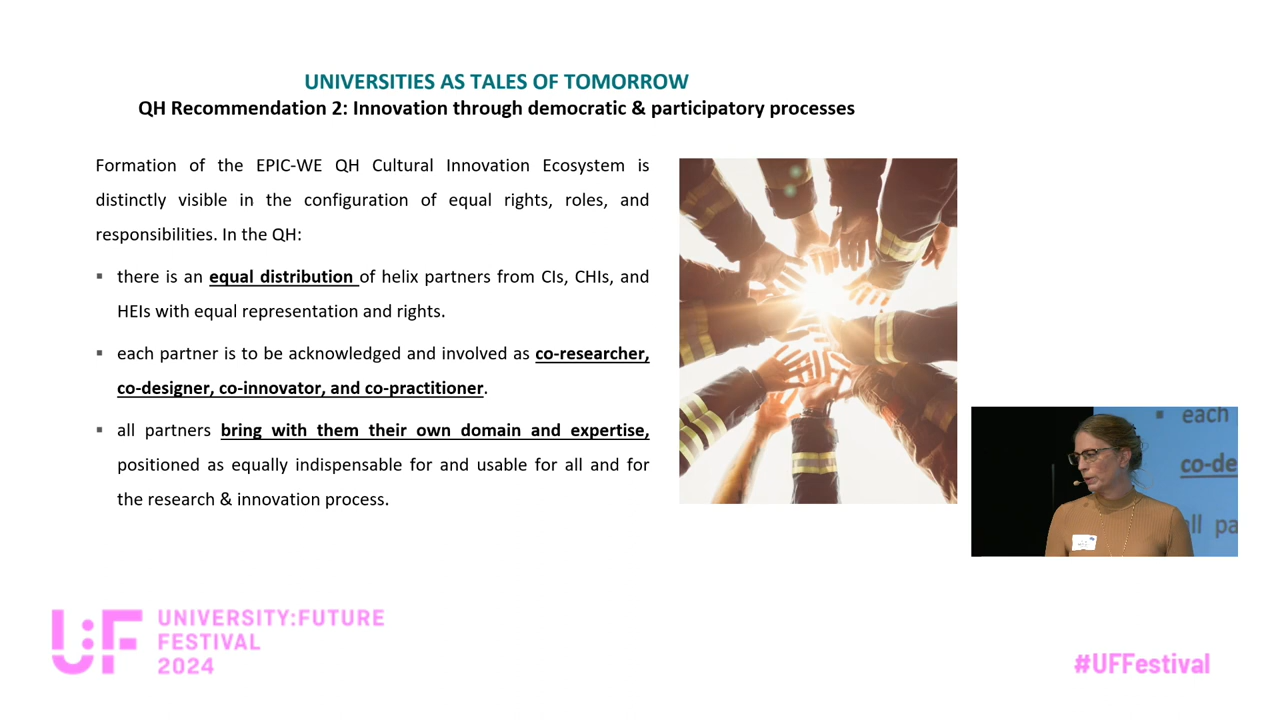 UNIVERSITIES AS TALES OF TOMORROW
QH Recommendation 2: Innovation through democratic & participatory processes
Formation of the EPIC-WE QH Cultural Innovation Ecosystem is
distinctly visible in the configuration of equal rights, roles, and
responsibilities. In the QH:
▪ there is an equal distribution of helix partners from CIs, CHIs, and
HEIs with equal representation and rights.
▪ each partner is to be acknowledged and involved as co-researcher,
co-designer, co-innovator, and co-practitioner.
▪ all partners bring with them their own domain and expertise,
positioned as equally indispensable for and usable for all and for
the research & innovation process.
▪ each
co-de
all pa
U:F
UNIVERSITY:FUTURE
FESTIVAL
2024
#UFFestival